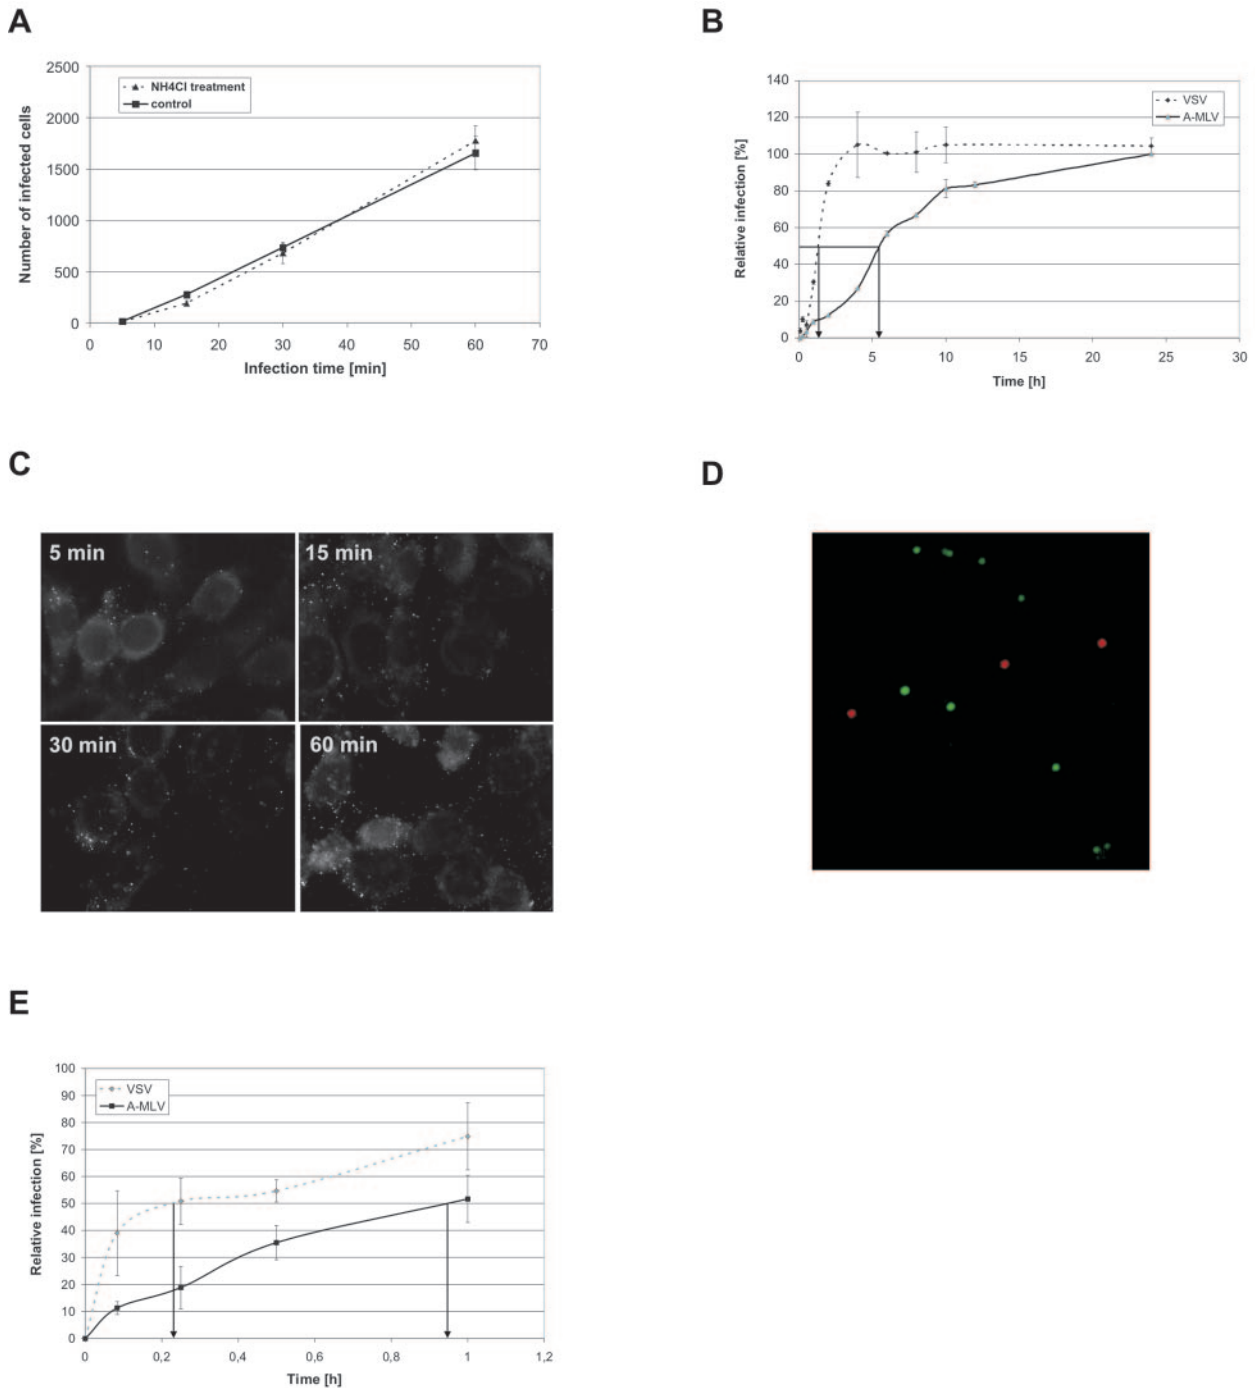 A
2500
2000
1500
1000
500
0
NH4Cl treatment
control
Number of infected cells
0 10 20 30 40 50 60 70
Infection time [min]
B
140
120
100
80
60
40
20
0
VSV
A-MLV
Relative infection [%]
0 5 10 15 20 25 30
Time [h]
C
5 min
15 min
30 min
60 min
D
E
100
90
80
70
60
50
40
30
20
10
0
VSV
A-MLV
Relative infection [%]
0 0,2 0,4 0,6 0,8 1 1,2
Time [h]